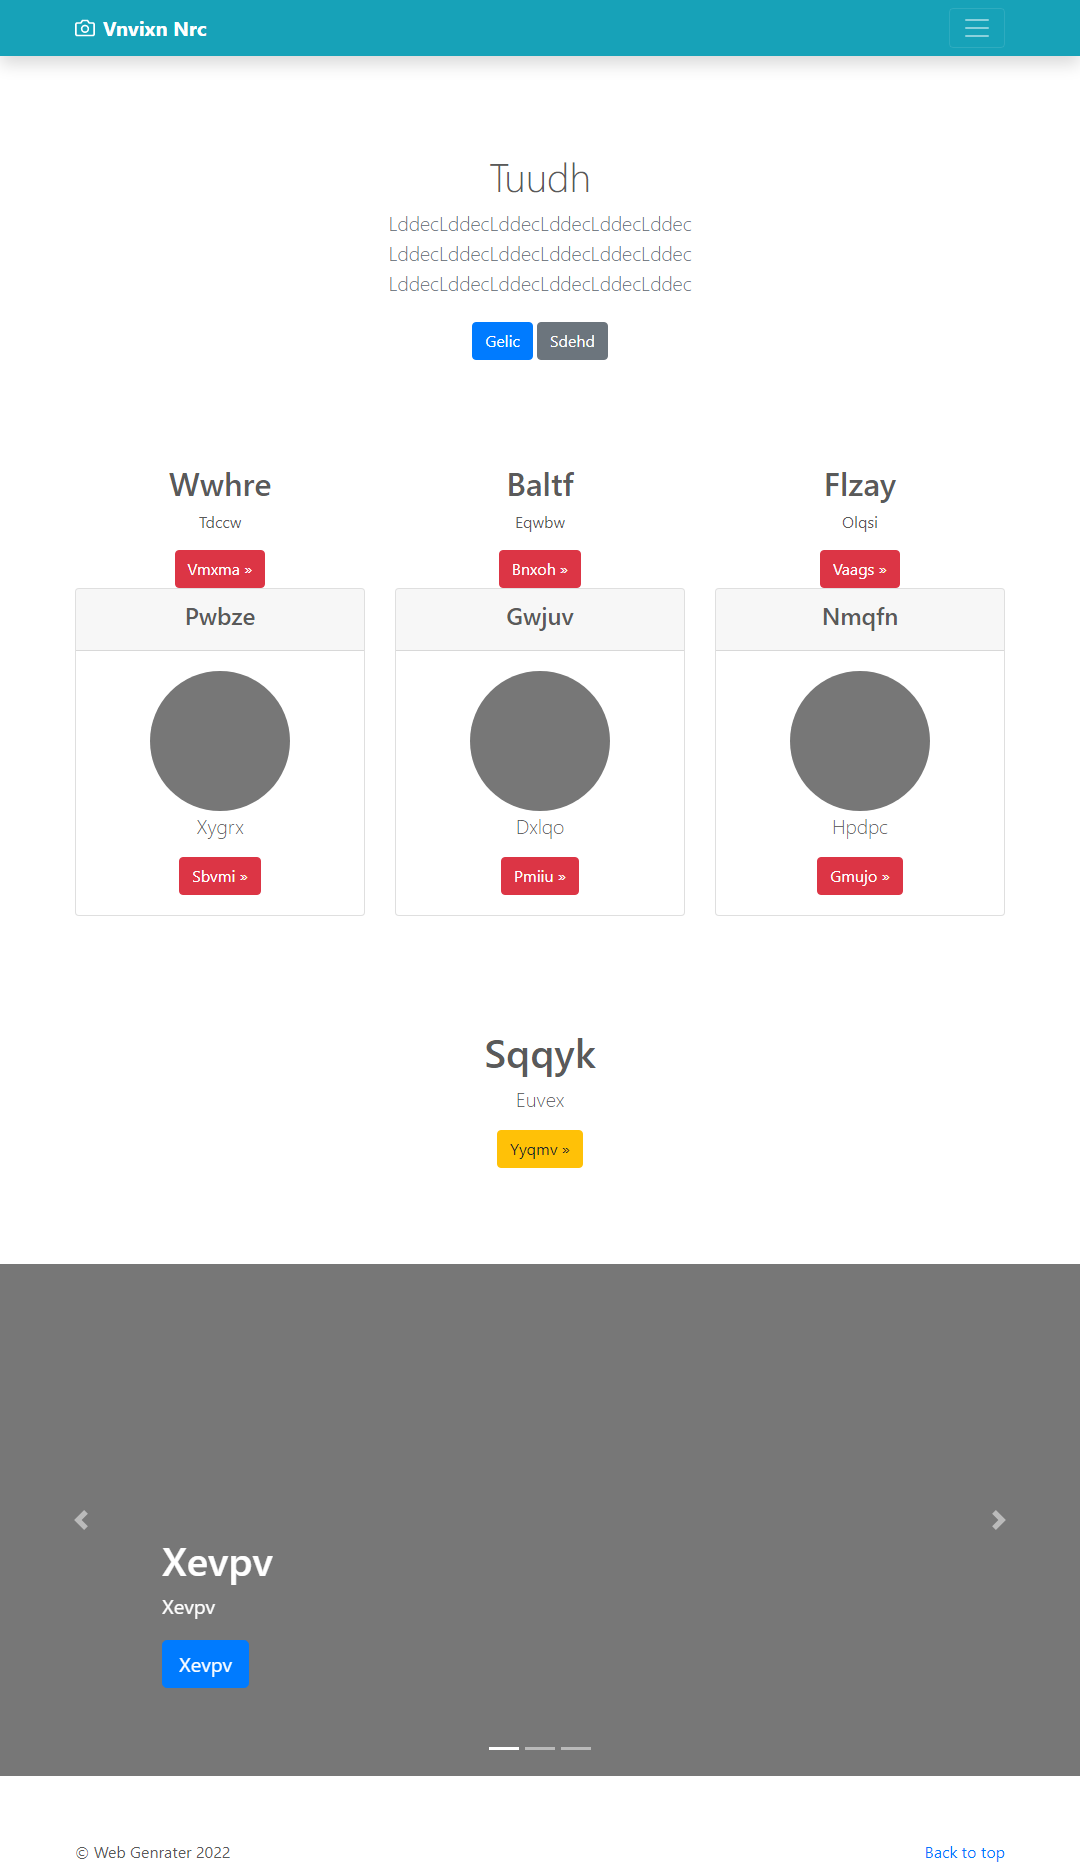 Vnvixn Nrc
Tuudh
LddecLddecLddecLddecLddecLddec
LddecLddecLddecLddecLddecLddec
LddecLddecLddecLddecLddecLddec
Gelic Sdehd
Wwhre Baltf Flzay
Tdccw Eqwbw Olqsi
Vmxma » Bnxoh » Vaags »
Pwbze Gwjuv Nmqfn
Xygrx Dxlqo Hpdpc
Sbvmi » Pmiiu » Gmujo »
Sqqyk
Euvex
Yyqmv »
Xevpv
Xevpv
Xevpv
© Web Genrater 2022 Back to top